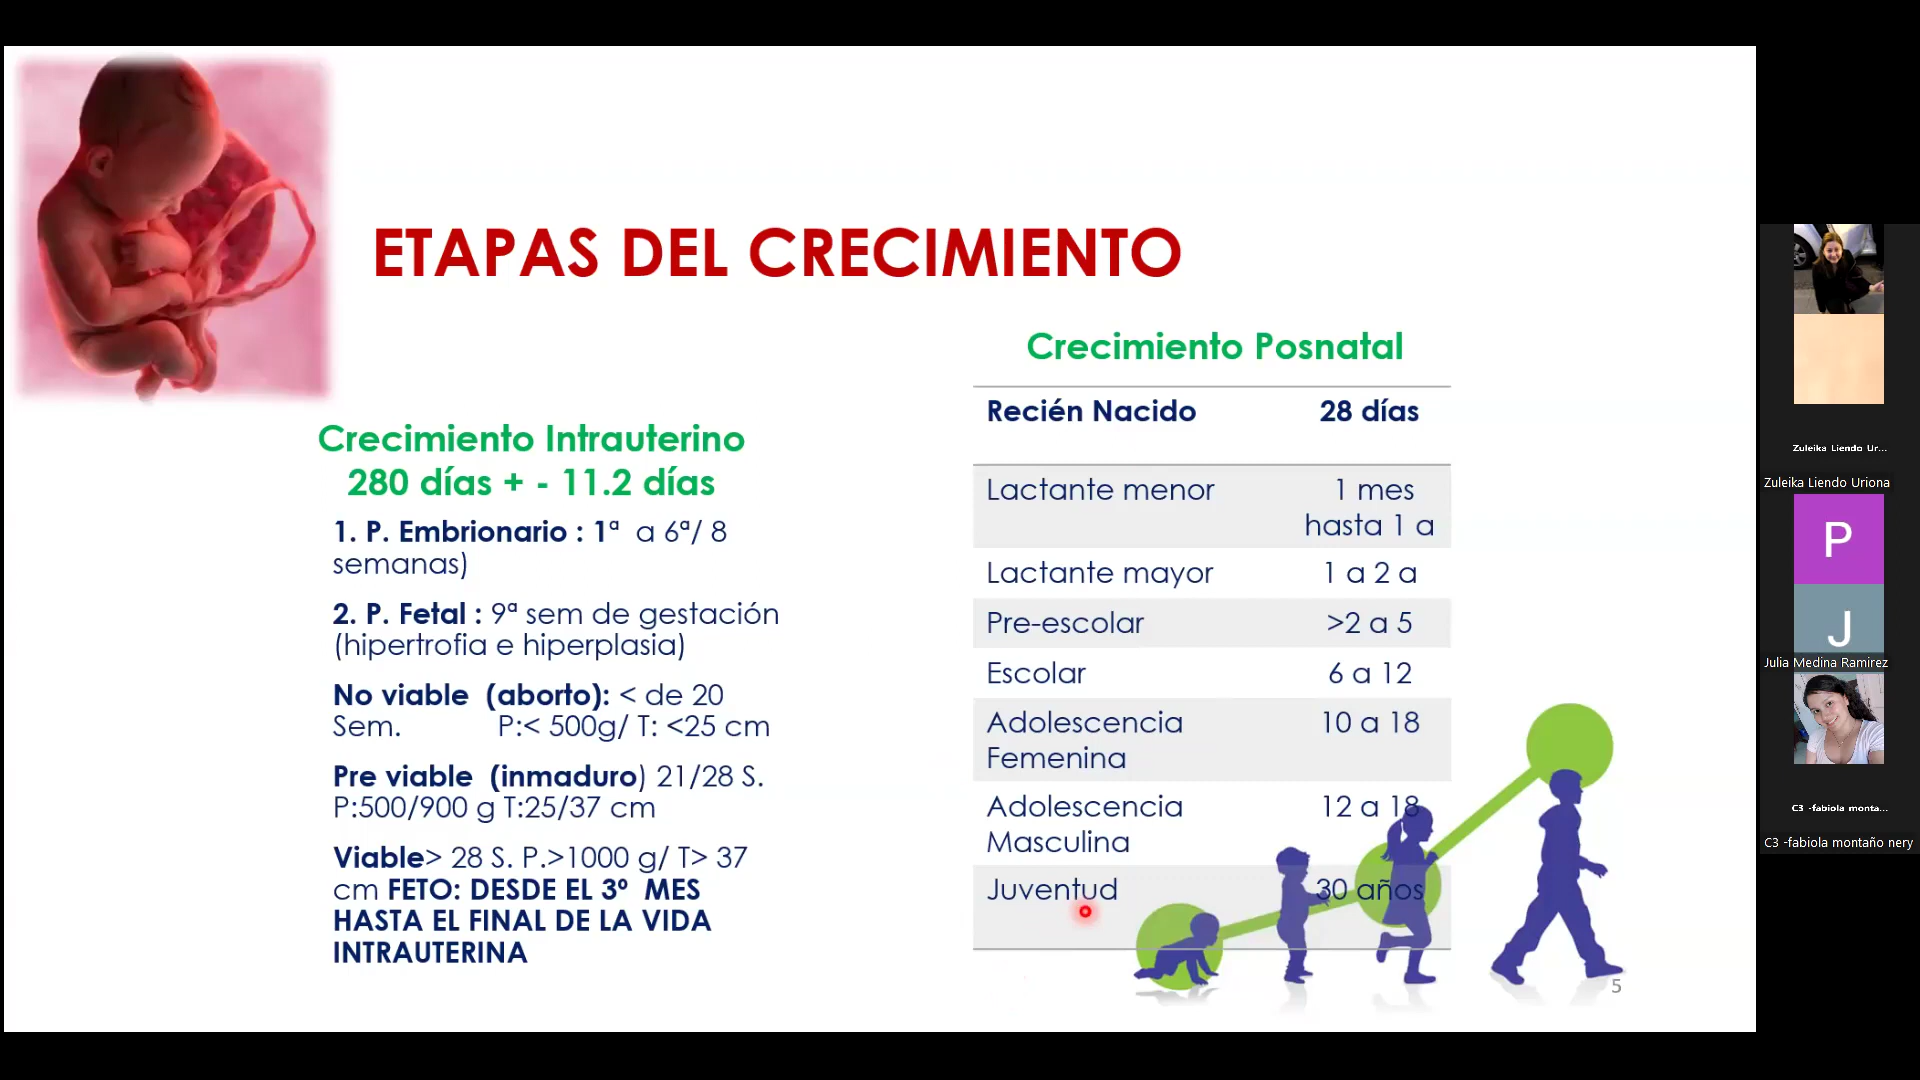 ETAPAS DEL CRECIMIENTO
Crecimiento Intrauterino
280 días + - 11.2 días
1. P. Embrionario : 1ª  a 6ª/ 8
semanas)
2. P. Fetal : 9ª sem de gestación
(hipertrofia e hiperplasia)
No viable  (aborto): < de 20
Sem.            P:< 500g/ T: <25 cm
Pre viable  (inmaduro) 21/28 S.
P:500/900 g T:25/37 cm
Viable> 28 S. P.>1000 g/ T> 37
cm FETO: DESDE EL 3º  MES
HASTA EL FINAL DE LA VIDA
INTRAUTERINA
Crecimiento Posnatal
Recién Nacido 28 días
Lactante menor 1 mes
hasta 1 a
Lactante mayor 1 a 2 a
Pre-escolar >2 a 5
Escolar 6 a 12
Adolescencia 10 a 18
Femenina
Adolescencia 12 a 18
Masculina
Juventud 30 años
5
Zuleika Liendo Ur...
Zuleika Liendo Uriona
P
J
Julia Medina Ramirez
C3 -fabiola monta...
C3 -fabiola montaño nery